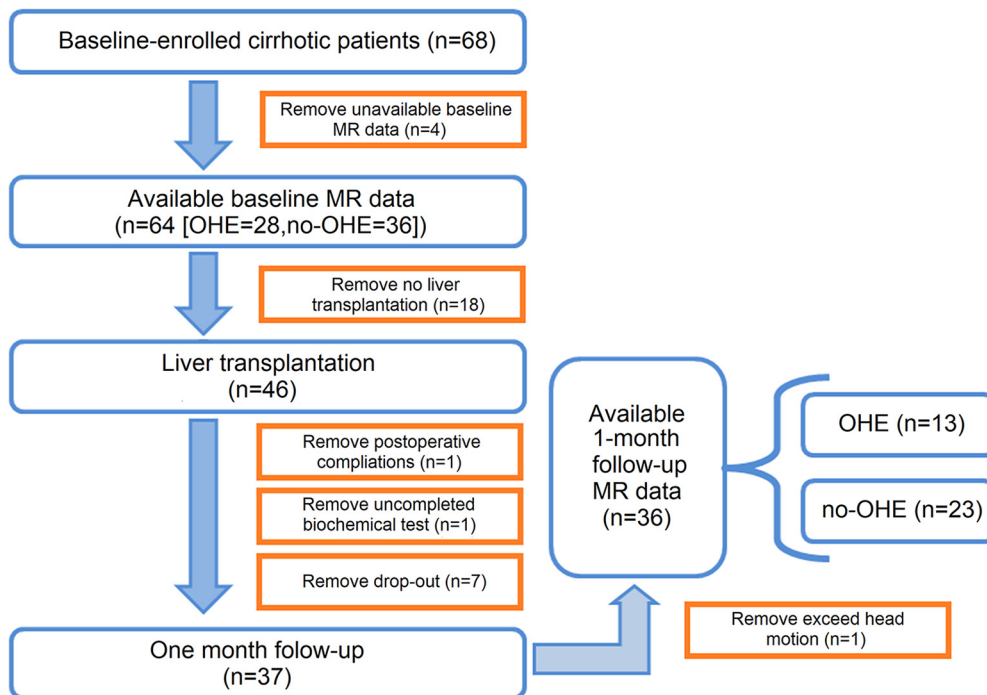 Baseline-enrolled cirrhotic patients (n=68)
Remove unavailable baseline
MR data (n=4)
Available baseline MR data
(n=64 [OHE=28,no-OHE=36])
Remove no liver
transplantation (n=18)
Liver transplantation
(n=46)
Remove postoperative
compliations (n=1)
Remove uncompleted
biochemical test (n=1)
Remove drop-out (n=7)
One month folow-up
(n=37)
Remove exceed head
motion (n=1)
Available
1-month
follow-up
MR data
(n=36)
OHE (n=13)
no-OHE (n=23)